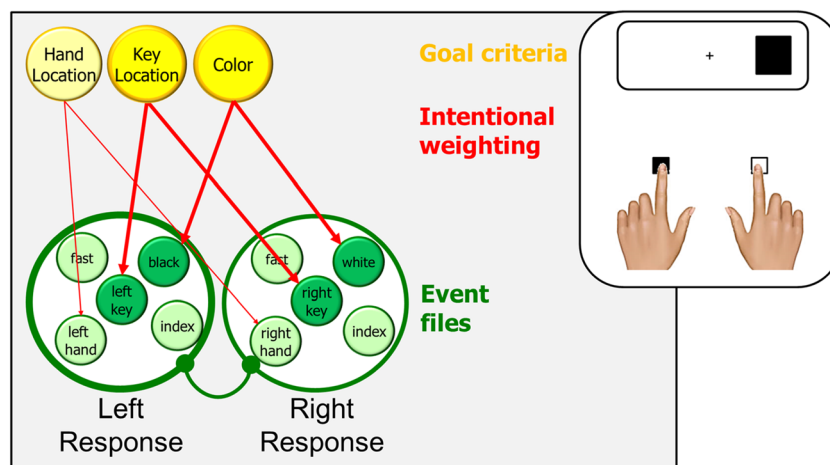 Hand
Location
Key
Location
Color
Goal criteria
Intentional
weighting
+
fast
black
left
key
left
hand
index
fast
white
right
key
right
hand
index
Event
files
Left
Response
Right
Response